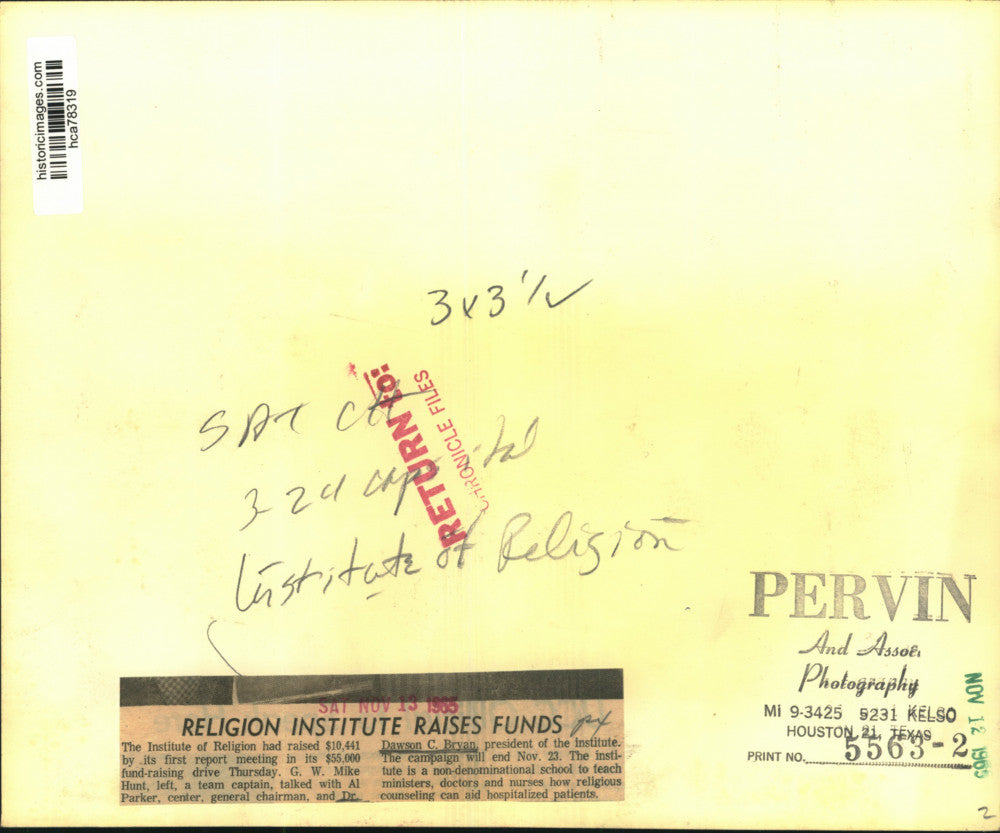 historicimages.com
hca78319
3x3 1/2
SAT
RETURN to:
CHRONICLE FILES
Institute of Religion
PERVIN
And Assoc.
Photography
MI 9-3425 5231 KELSO
HOUSTON 21, TEXAS
PRINT NO. 5563-2
NOV 12 1965
SAT NOV 13 1965
RELIGION INSTITUTE RAISES FUNDS
The Institute of Religion had raised $10,441
by its first report meeting in its $55,000
fund-raising drive Thursday. G. W. Mike
Hunt, left, a team captain, talked with Al
Parker, center, general chairman, and Dr.
Dawson C. Bryan, president of the institute.
The campaign will end Nov. 23. The insti-
tute is a non-denominational school to teach
ministers, doctors and nurses how religious
counseling can aid hospitalized patients.
2